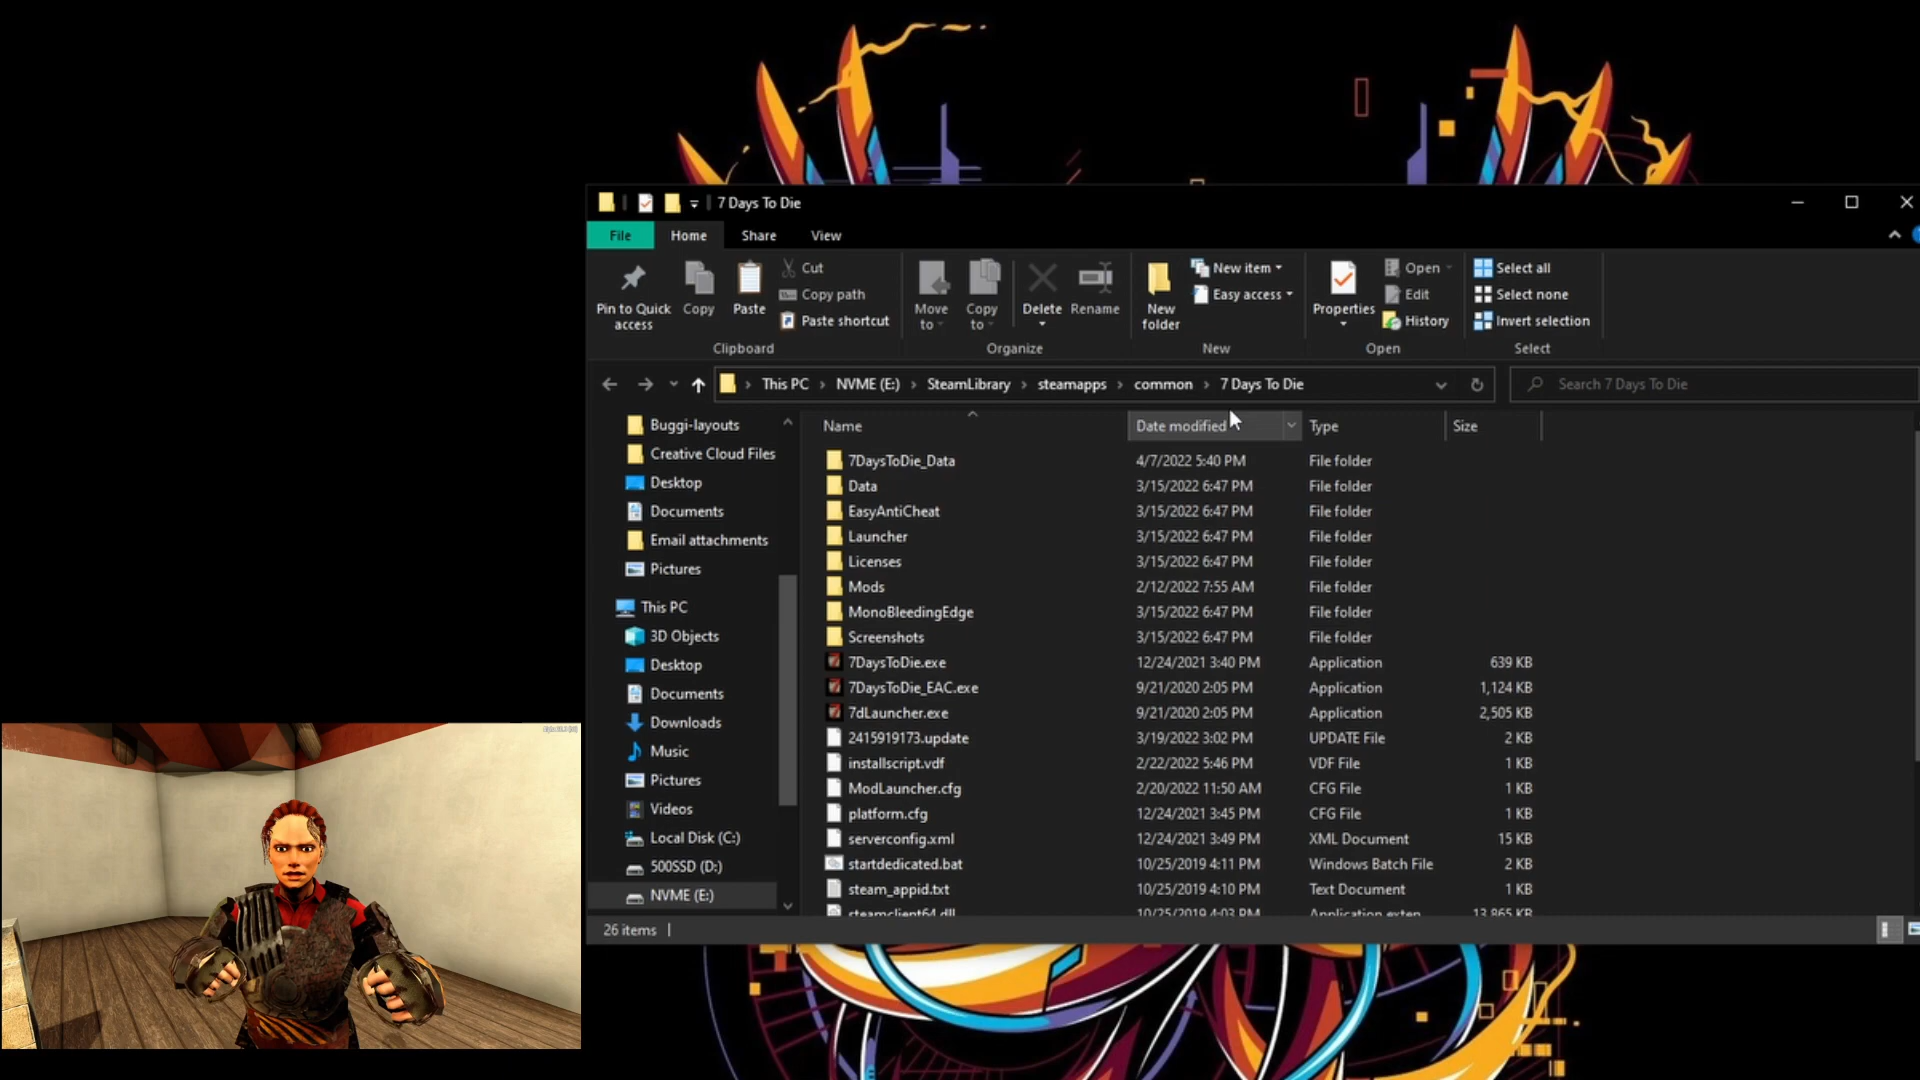 7 Days To Die
File Home Share View
Pin to Quick access
Copy
Paste
Cut
Copy path
Paste shortcut
Clipboard
Move to
Copy to
Delete
Rename
Organize
New folder
New item
Easy access
New
Properties
Open
Edit
History
Open
Select all
Select none
Invert selection
Select
This PC > NVME (E:) > SteamLibrary > steamapps > common > 7 Days To Die
Search 7 Days To Die
Buggi-layouts
Creative Cloud Files
Desktop
Documents
Email attachments
Pictures
This PC
3D Objects
Desktop
Documents
Downloads
Music
Pictures
Videos
Local Disk (C:)
500SSD (D:)
NVME (E:)
Name Date modified Type Size
7DaysToDie_Data 4/7/2022 5:40 PM File folder
Data 3/15/2022 6:47 PM File folder
EasyAntiCheat 3/15/2022 6:47 PM File folder
Launcher 3/15/2022 6:47 PM File folder
Licenses 3/15/2022 6:47 PM File folder
Mods 2/12/2022 7:55 AM File folder
MonoBleedingEdge 3/15/2022 6:47 PM File folder
Screenshots 3/15/2022 6:47 PM File folder
7DaysToDie.exe 12/24/2021 3:40 PM Application 639 KB
7DaysToDie_EAC.exe 9/21/2020 2:05 PM Application 1,124 KB
7dLauncher.exe 9/21/2020 2:05 PM Application 2,505 KB
2415919173.update 3/19/2022 3:02 PM UPDATE File 2 KB
installscript.vdf 2/22/2022 5:46 PM VDF File 1 KB
ModLauncher.cfg 2/20/2022 11:50 AM CFG File 1 KB
platform.cfg 12/24/2021 3:45 PM CFG File 1 KB
serverconfig.xml 12/24/2021 3:49 PM XML Document 15 KB
startdedicated.bat 10/25/2019 4:11 PM Windows Batch File 2 KB
steam_appid.txt 10/25/2019 4:10 PM Text Document 1 KB
steamclient64.dll 10/25/2019 4:03 PM Application exten 13,865 KB
26 items